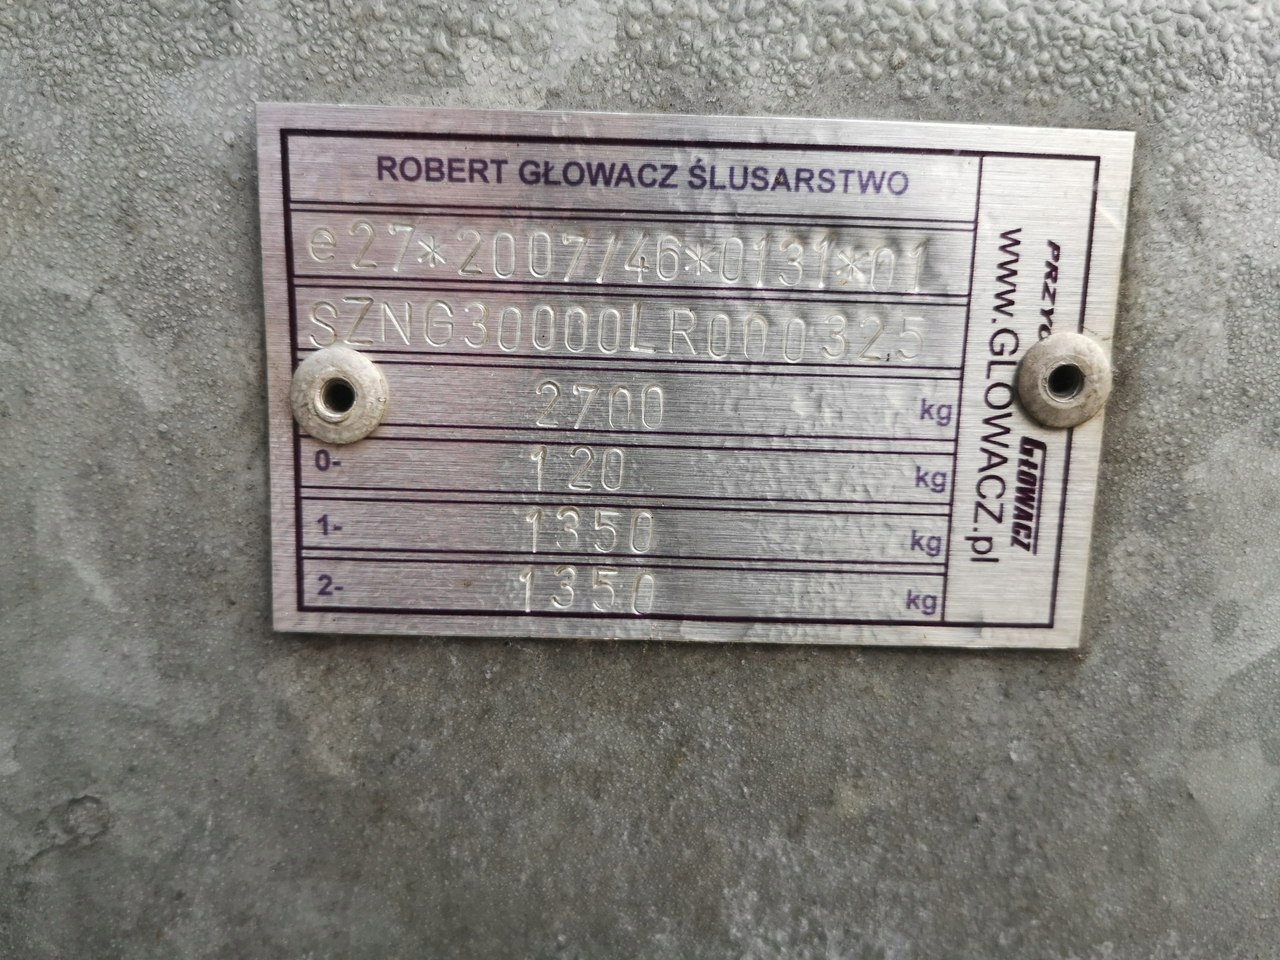 ROBERT GŁOWACZ ŚLUSARSTWO
e27*2007/46*0131*01
SZNG30000LR000325
2700 kg
0- 120 kg
1- 1350 kg
2- 1350 kg
GŁOWACZ
www.GLOWACZ.pl